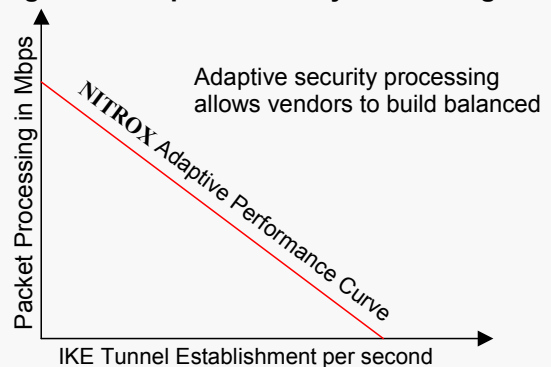 Packet Processing in Mbps
Adaptive security processing
allows vendors to build balanced
NITROX Adaptive Performance Curve
IKE Tunnel Establishment per second